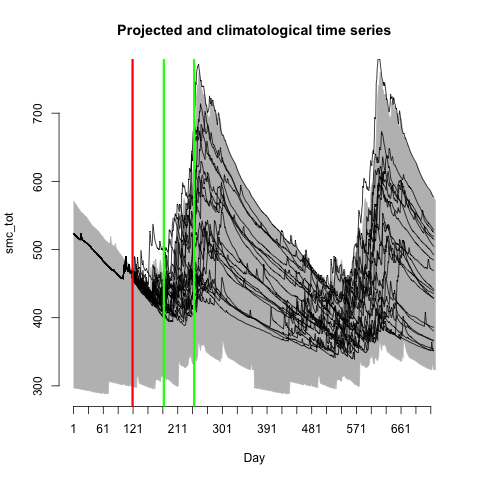 Projected and climatological time series
smc_tot
700
600
500
400
300
1 61 121 211 301 391 481 571 661
Day